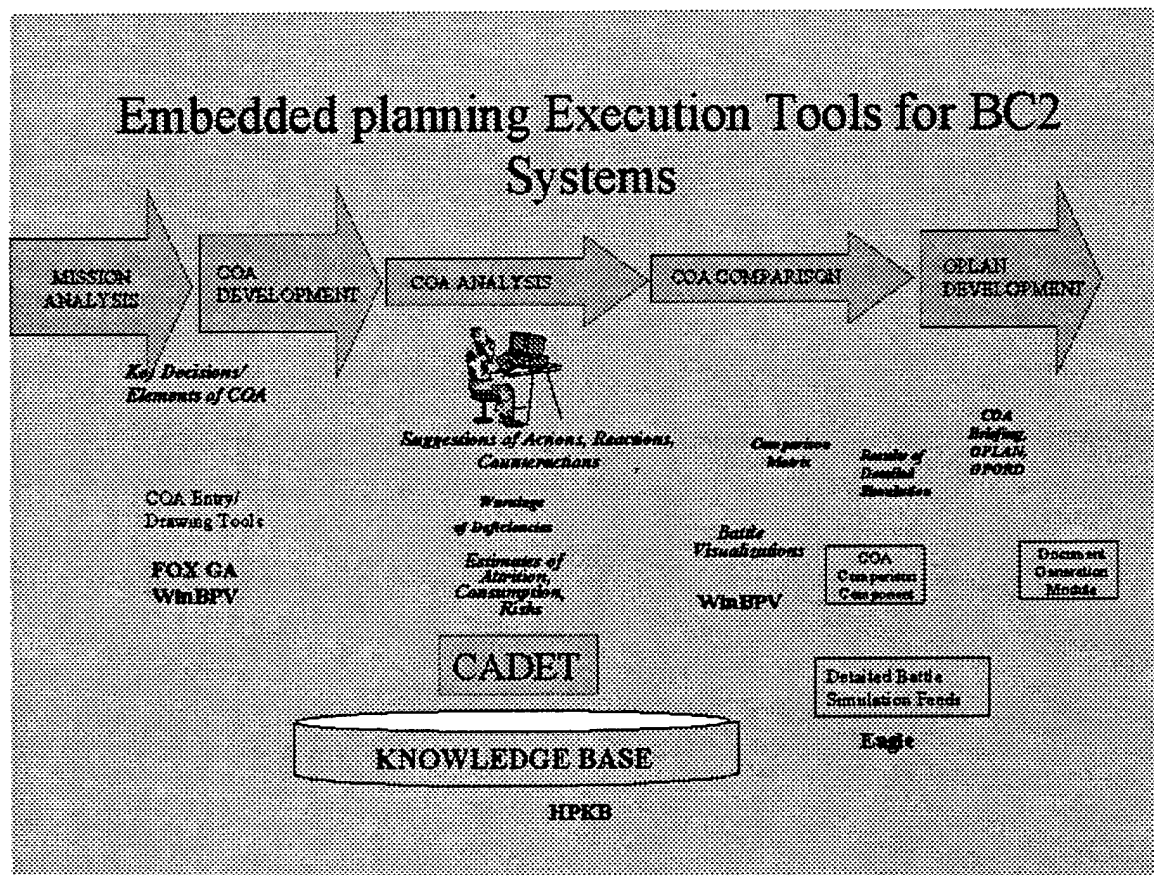 Embedded planning Execution Tools for BC2
Systems
MISSION
ANALYSIS
COA
DEVELOPMENT
COA ANALYSIS
COA COMPARISON
OPLAN
DEVELOPMENT
Key Decisions/
Elements of COA
Suggestions of Actions, Reactions,
Counteractions
Warnings
of Deficiencies
Estimates of
Attrition,
Consumption,
Risks
Comparison
Matrix
Results of
Detailed
Simulation
COA
Briefing,
OPLAN,
OPORD
COA Entry/
Drawing Tools
FOX GA
WinBPV
Battle
Visualizations
WinBPV
COA
Comparison
Component
Document
Generation
Module
CADET
Detailed Battle
Simulation Feeds
Eagle
KNOWLEDGE BASE
HPKB